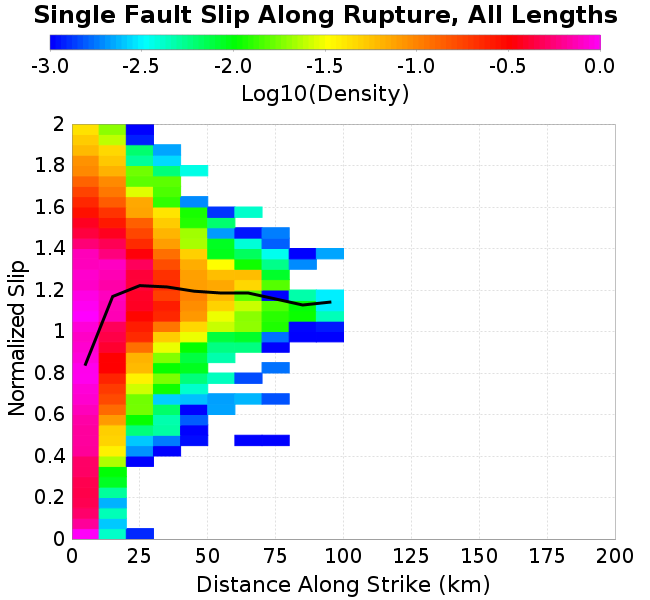 Single Fault Slip Along Rupture, All Lengths
-3.0 -2.5 -2.0 -1.5 -1.0 -0.5 0.0
Log10(Density)
2
1.8
1.6
1.4
1.2
1
0.8
0.6
0.4
0.2
0
Normalized Slip
0 25 50 75 100 125 150 175 200
Distance Along Strike (km)